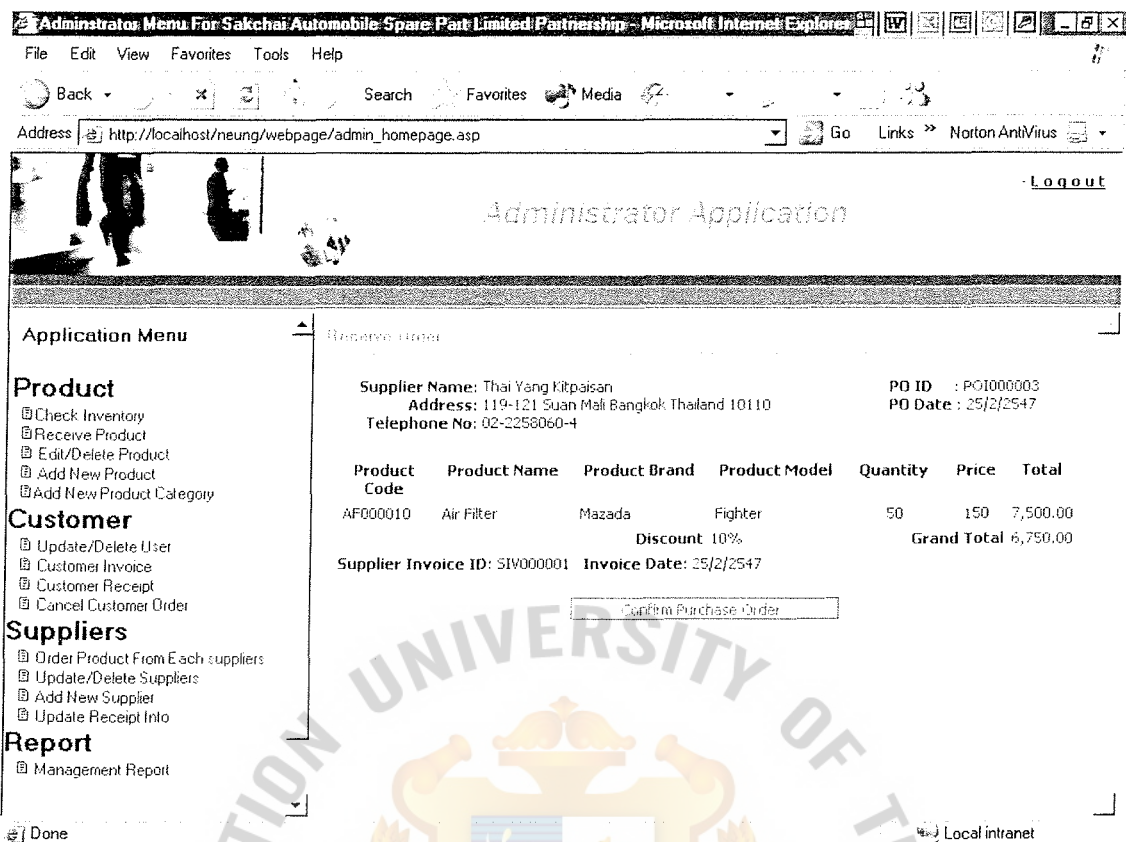 Adminstrator Menu For Sakchai Automobile Spare Part Limited Partnership - Microsoft Internet Explorer
File Edit View Favorites Tools Help
Back Search Favorites Media
Address http://localhost/neung/webpage/admin_homepage.asp Go Links » Norton AntiVirus
Logout
Administrator Application
Application Menu
Receive Order
Product
Check Inventory
Receive Product
Edit/Delete Product
Add New Product
Add New Product Category
Customer
Update/Delete User
Customer Invoice
Customer Receipt
Cancel Customer Order
Suppliers
Order Product From Each suppliers
Update/Delete Suppliers
Add New Supplier
Update Receipt Info
Report
Management Report
Supplier Name: Thai Yang Kitpaisan PO ID : POI000003
Address: 119-121 Suan Mali Bangkok Thailand 10110 PO Date : 25/2/2547
Telephone No: 02-2258060-4
Product Code Product Name Product Brand Product Model Quantity Price Total
AF000010 Air Filter Mazada Fighter 50 150 7,500.00
Discount 10% Grand Total 6,750.00
Supplier Invoice ID: SIV000001 Invoice Date: 25/2/2547
Confirm Purchase Order
UNIVERSITY OF
Done Local intranet